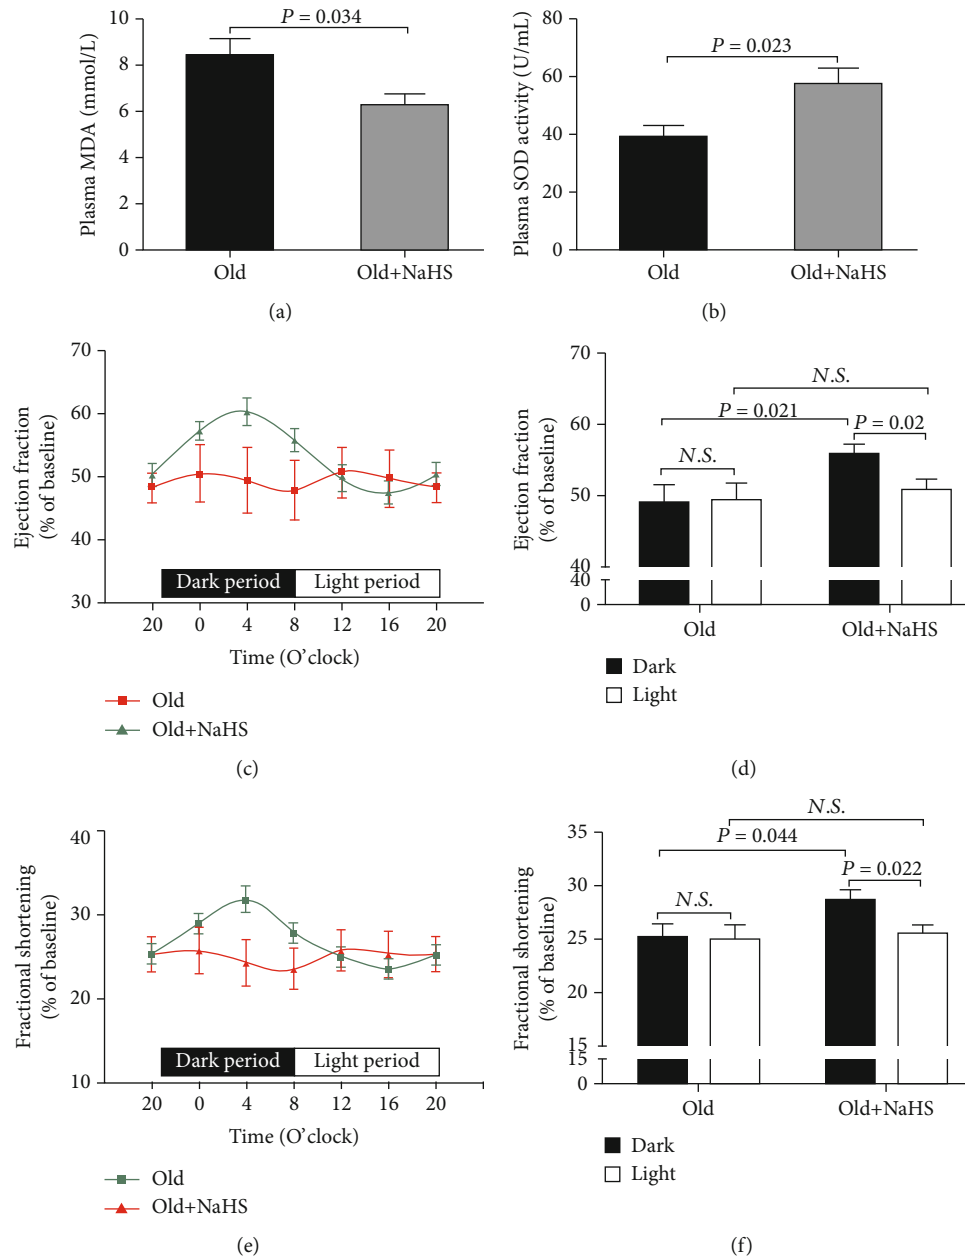 P = 0.034
Plasma MDA (mmol/L)
10
8
6
4
2
0
Old
Old+NaHS
(a)
P = 0.023
Plasma SOD activity (U/mL)
80
60
40
20
0
Old
Old+NaHS
(b)
Ejection fraction
(% of baseline)
70
60
50
40
30
Dark period
Light period
20
0
4
8
12
16
20
Time (O'clock)
Old
Old+NaHS
(c)
Ejection fraction
(% of baseline)
70
60
50
40
40
0
N.S.
P = 0.021
P = 0.02
N.S.
Old
Old+NaHS
Dark
Light
(d)
Fractional shortening
(% of baseline)
40
30
20
10
Dark period
Light period
20
0
4
8
12
16
20
Time (O'clock)
Old
Old+NaHS
(e)
Fractional shortening
(% of baseline)
35
30
25
20
15
15
0
N.S.
P = 0.044
P = 0.022
N.S.
Old
Old+NaHS
Dark
Light
(f)